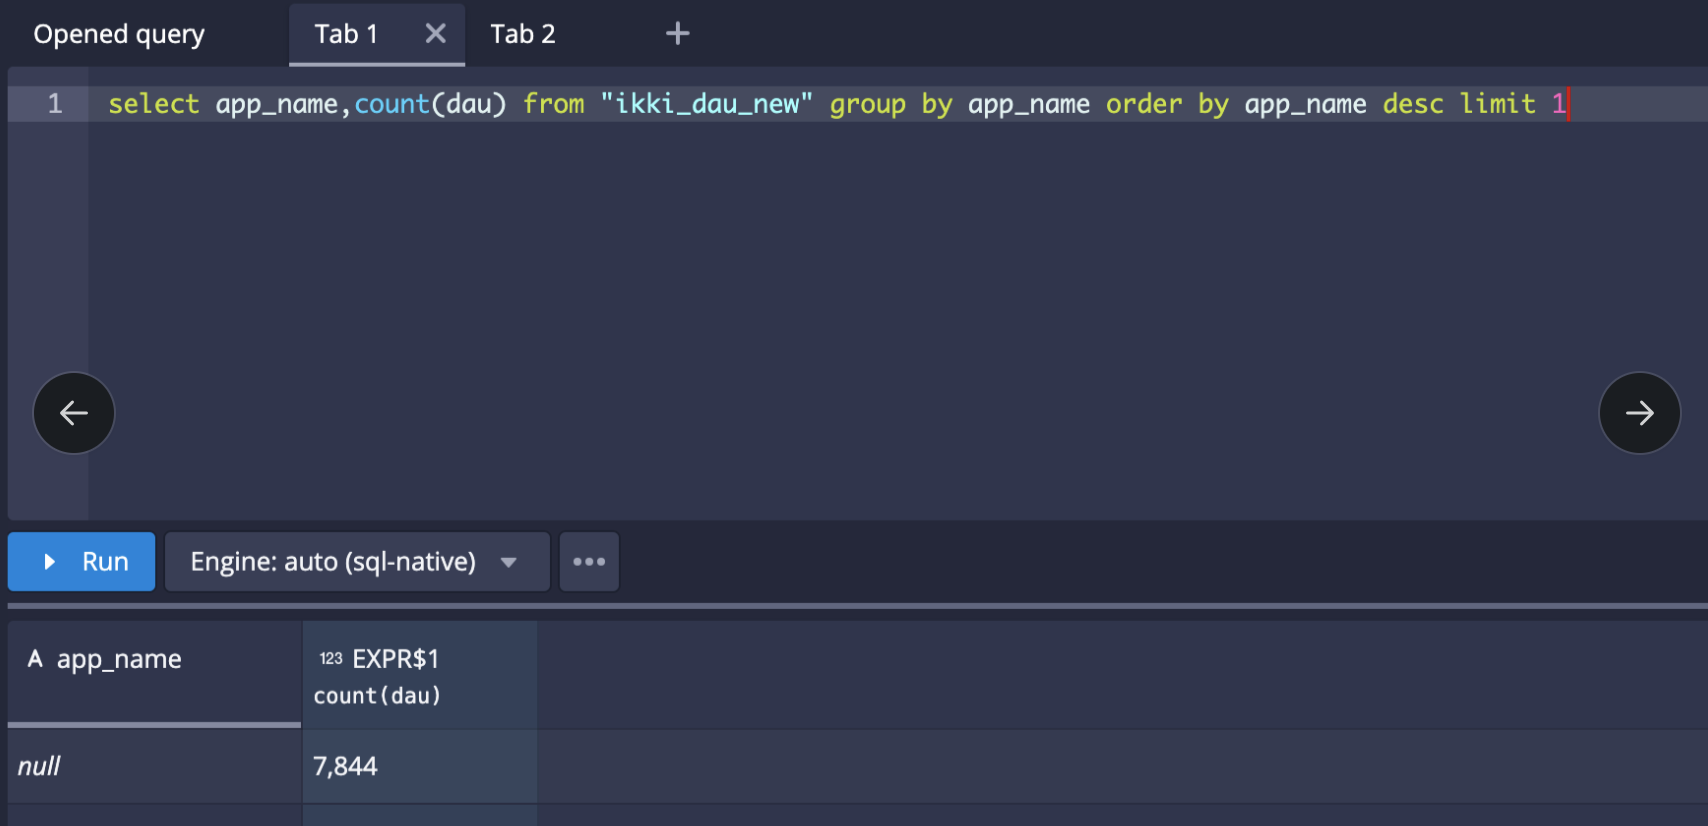 Opened query Tab 1 Tab 2
1 select app_name,count(dau) from "ikki_dau_new" group by app_name order by app_name desc limit 1
Run Engine: auto (sql-native)
A app_name 123 EXPR$1
count(dau)
null 7,844